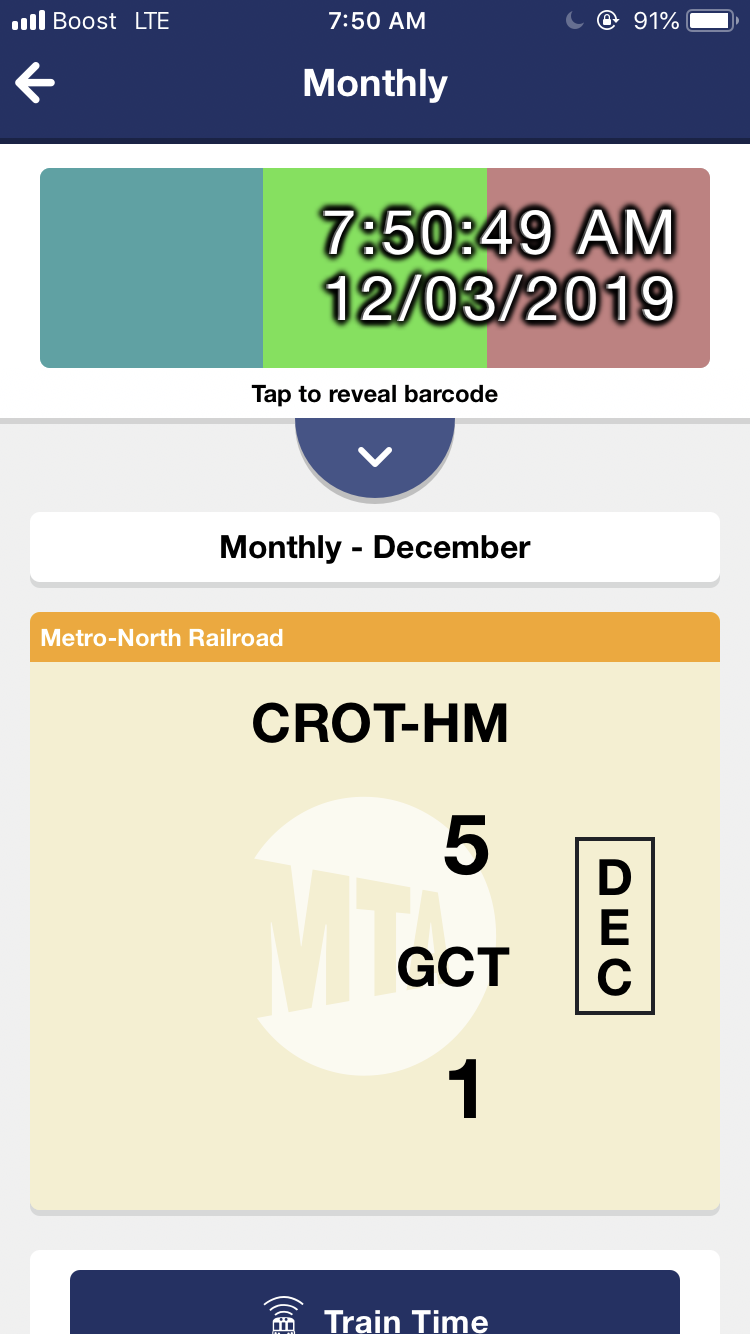 Boost LTE 7:50 AM 91%
Monthly
7:50:49 AM
12/03/2019
Tap to reveal barcode
Monthly - December
Metro-North Railroad
CROT-HM
5
MTA
GCT
D
E
C
1
Train Time